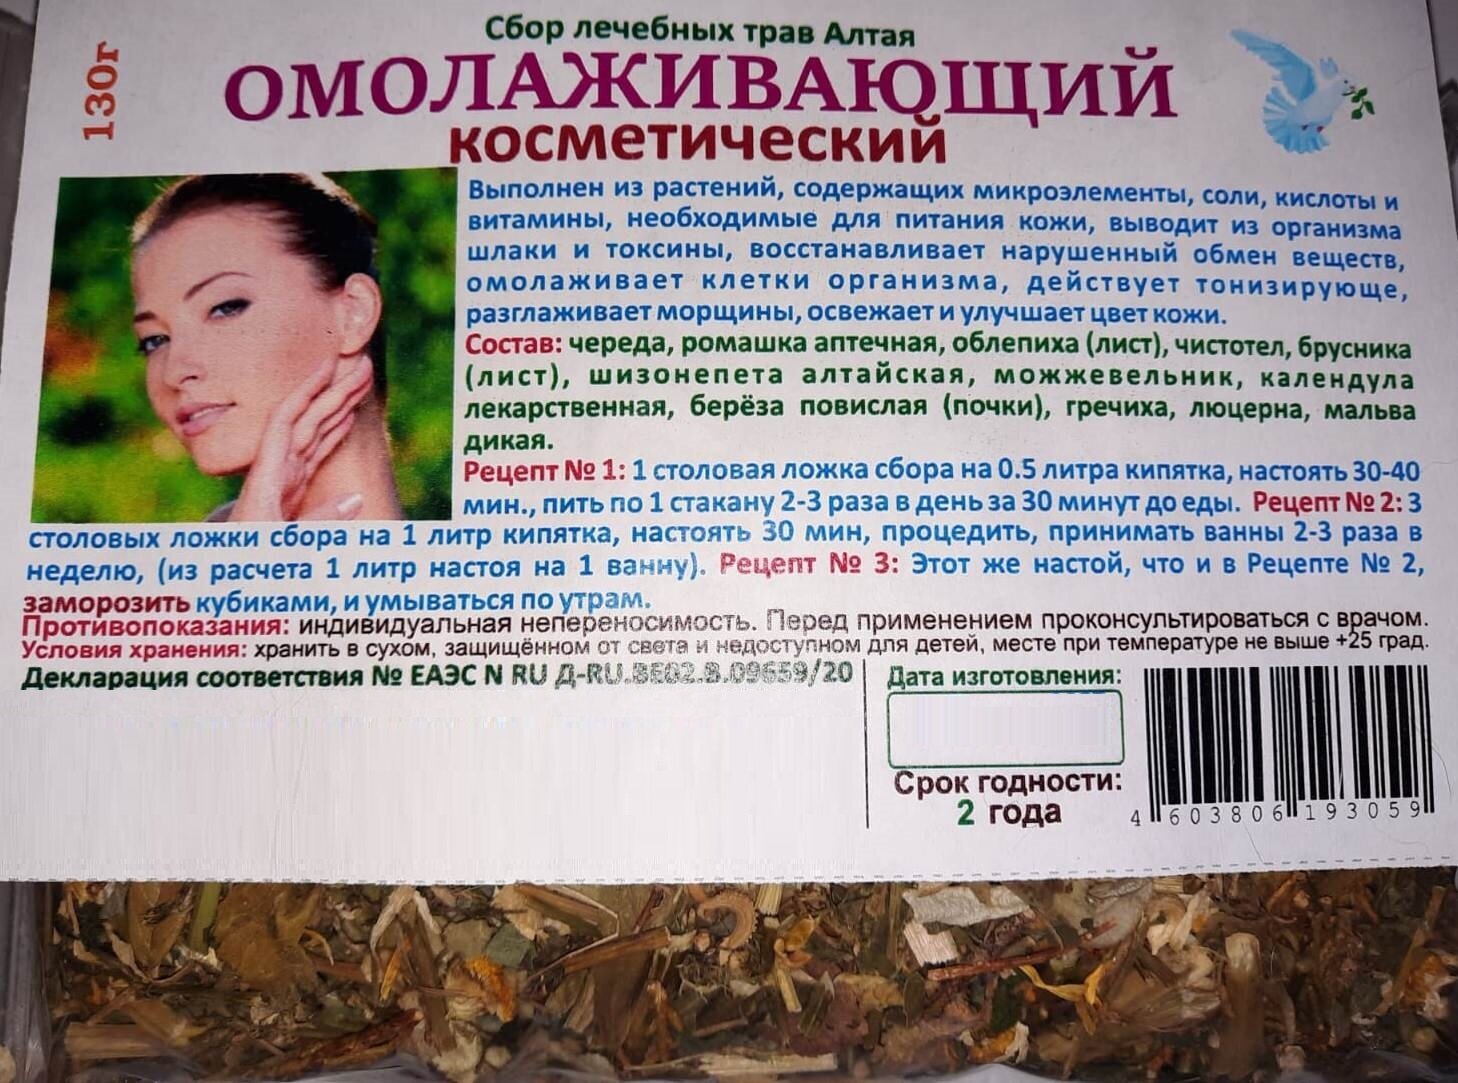 Сбор лечебных трав Алтая
130г
ОМОЛАЖИВАЮЩИЙ
косметический
Выполнен из растений, содержащих микроэлементы, соли, кислоты и
витамины, необходимые для питания кожи, выводит из организма
шлаки и токсины, восстанавливает нарушенный обмен веществ,
омолаживает клетки организма, действует тонизирующе,
разглаживает морщины, освежает и улучшает цвет кожи.
Состав: череда, ромашка аптечная, облепиха (лист), чистотел, брусника
(лист), шизонепета алтайская, можжевельник, календула
лекарственная, берёза повислая (почки), гречиха, люцерна, мальва
дикая.
Рецепт № 1: 1 столовая ложка сбора на 0.5 литра кипятка, настоять 30-40
мин., пить по 1 стакану 2-3 раза в день за 30 минут до еды. Рецепт № 2: 3
столовых ложки сбора на 1 литр кипятка, настоять 30 мин, процедить, принимать ванны 2-3 раза в
неделю, (из расчета 1 литр настоя на 1 ванну). Рецепт № 3: Этот же настой, что и в Рецепте № 2,
заморозить кубиками, и умываться по утрам.
Противопоказания: индивидуальная непереносимость. Перед применением проконсультироваться с врачом.
Условия хранения: хранить в сухом, защищённом от света и недоступном для детей, месте при температуре не выше +25 град.
Декларация соответствия № ЕАЭС N RU Д-RU.ВЕ02.В.09659/20
Дата изготовления:
Срок годности:
2 года
4 603806 193059